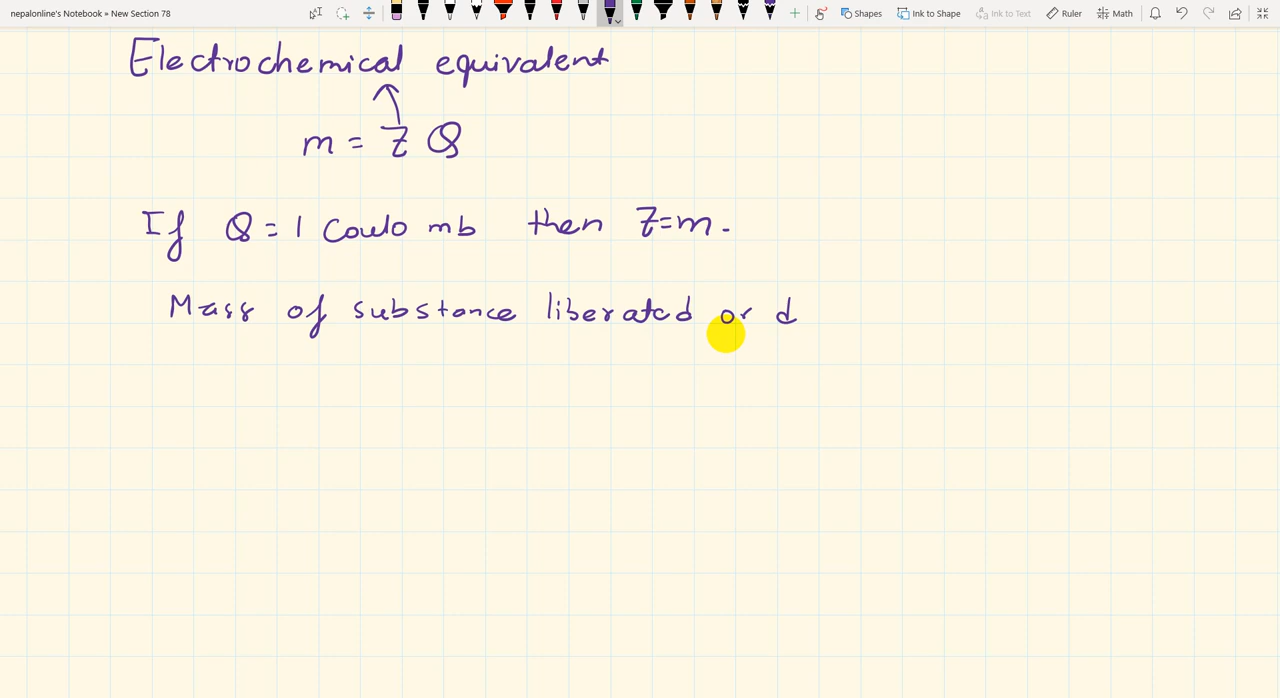 nepalonline's Notebook » New Section 78
Shapes Ink to Shape Ink to Text Ruler Math
Electrochemical equivalent
m = Z Q
If Q = 1 Coulomb then Z=m.
Mass of substance liberated or d